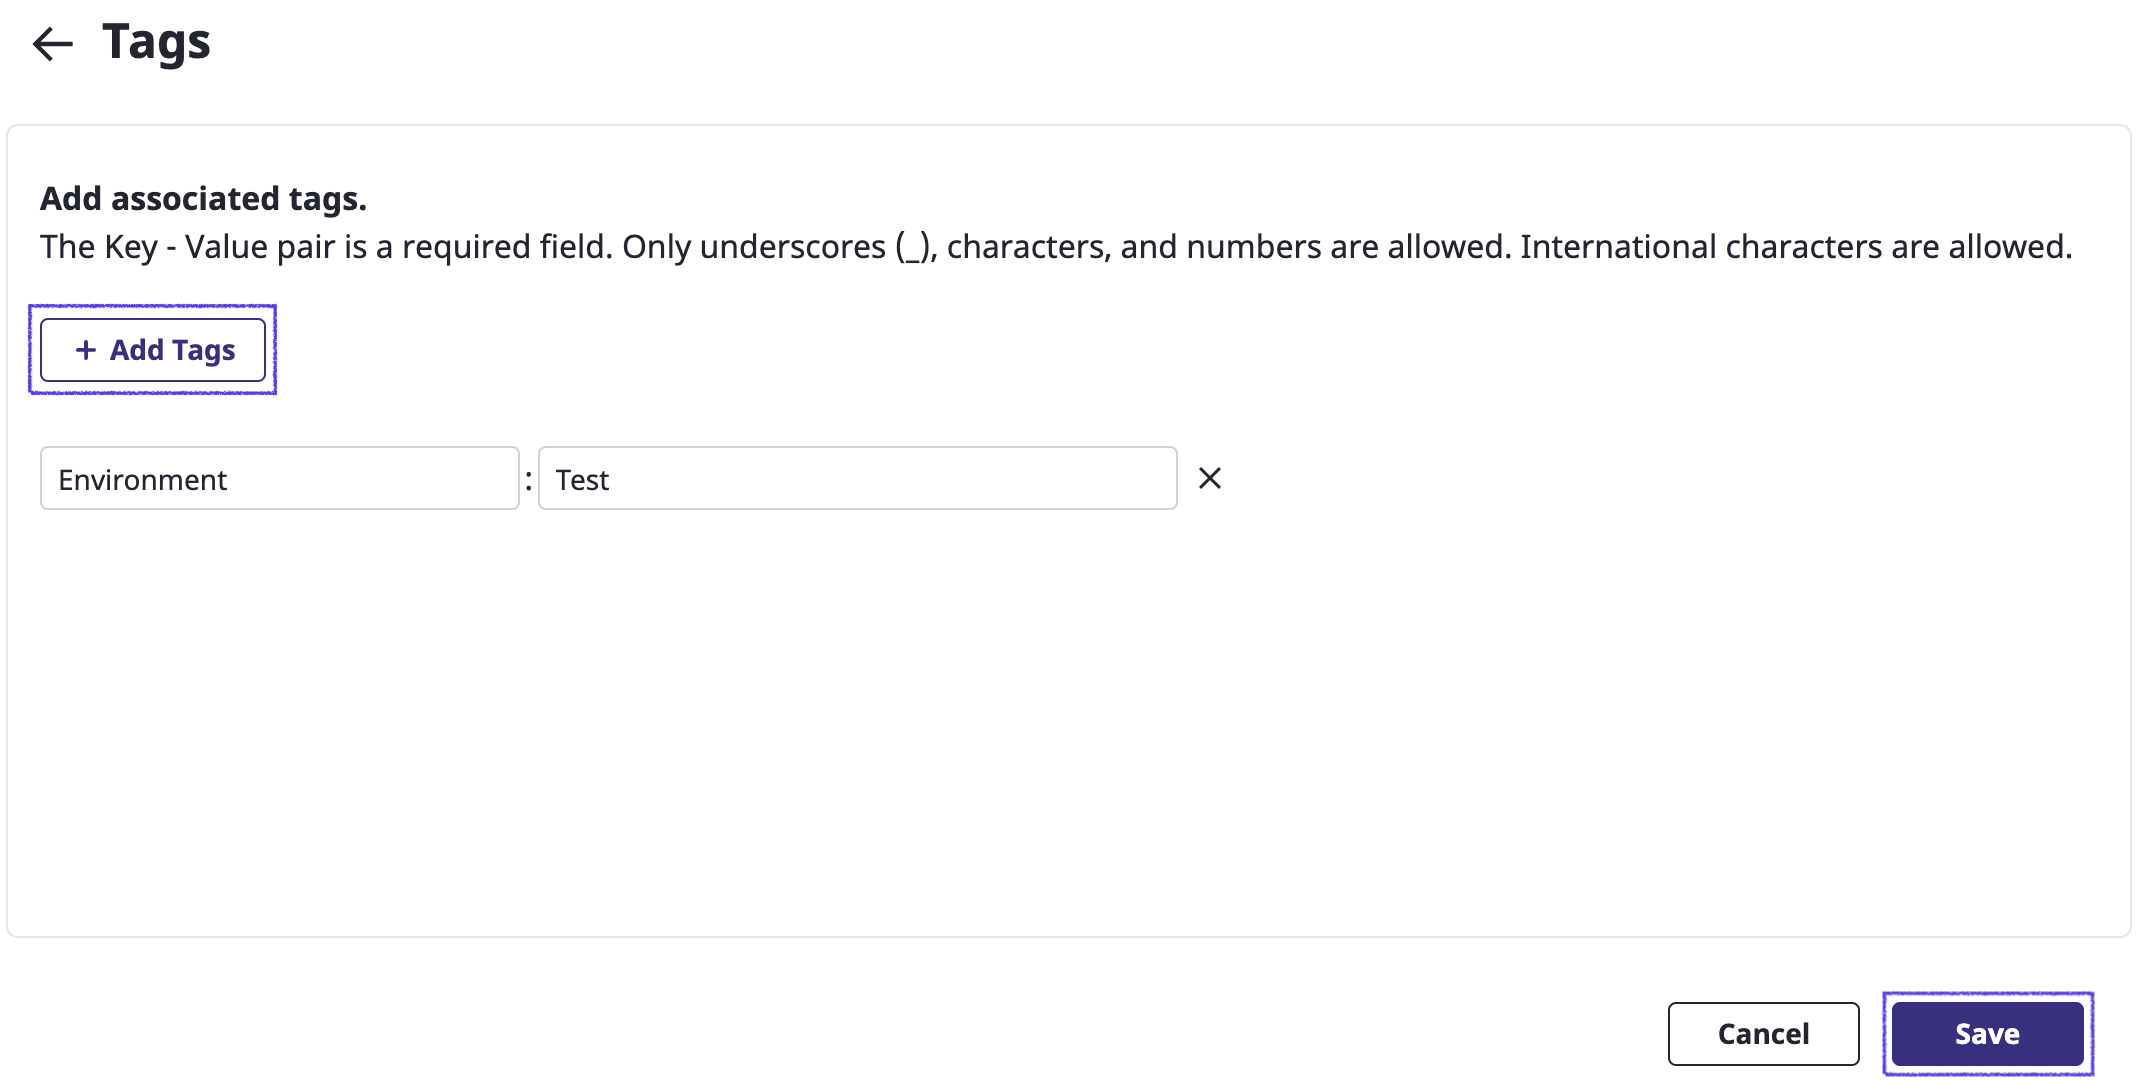 Tags
Add associated tags.
The Key - Value pair is a required field. Only underscores (_), characters, and numbers are allowed. International characters are allowed.
+ Add Tags
Environment : Test
Cancel Save